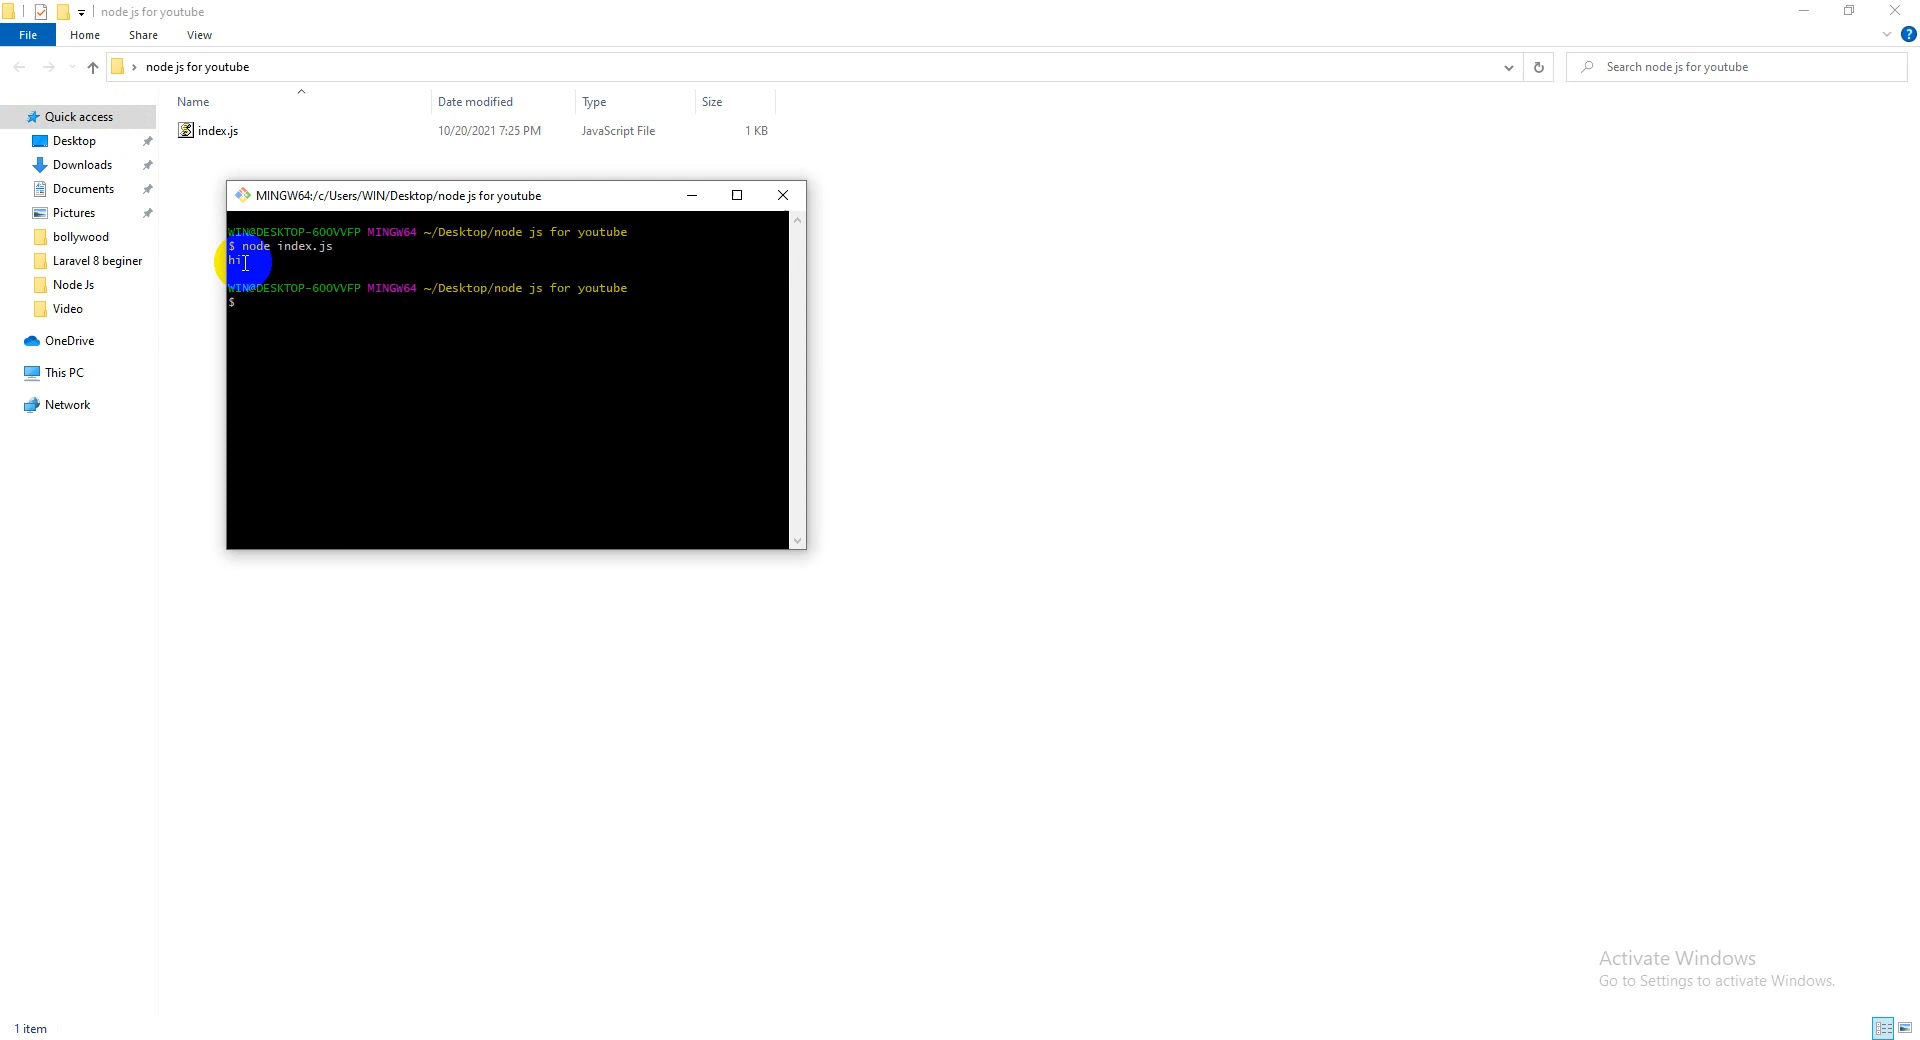 node js for youtube
File Home Share View
node js for youtube
Search node js for youtube
Name Date modified Type Size
index.js 10/20/2021 7:25 PM JavaScript File 1 KB
Quick access
Desktop
Downloads
Documents
Pictures
bollywood
Laravel 8 beginer
Node Js
Video
OneDrive
This PC
Network
MINGW64:/c/Users/WIN/Desktop/node js for youtube
WIN@DESKTOP-6OOVVFP MINGW64 ~/Desktop/node js for youtube
$ node index.js
hi
WIN@DESKTOP-6OOVVFP MINGW64 ~/Desktop/node js for youtube
$
Activate Windows
Go to Settings to activate Windows.
1 item